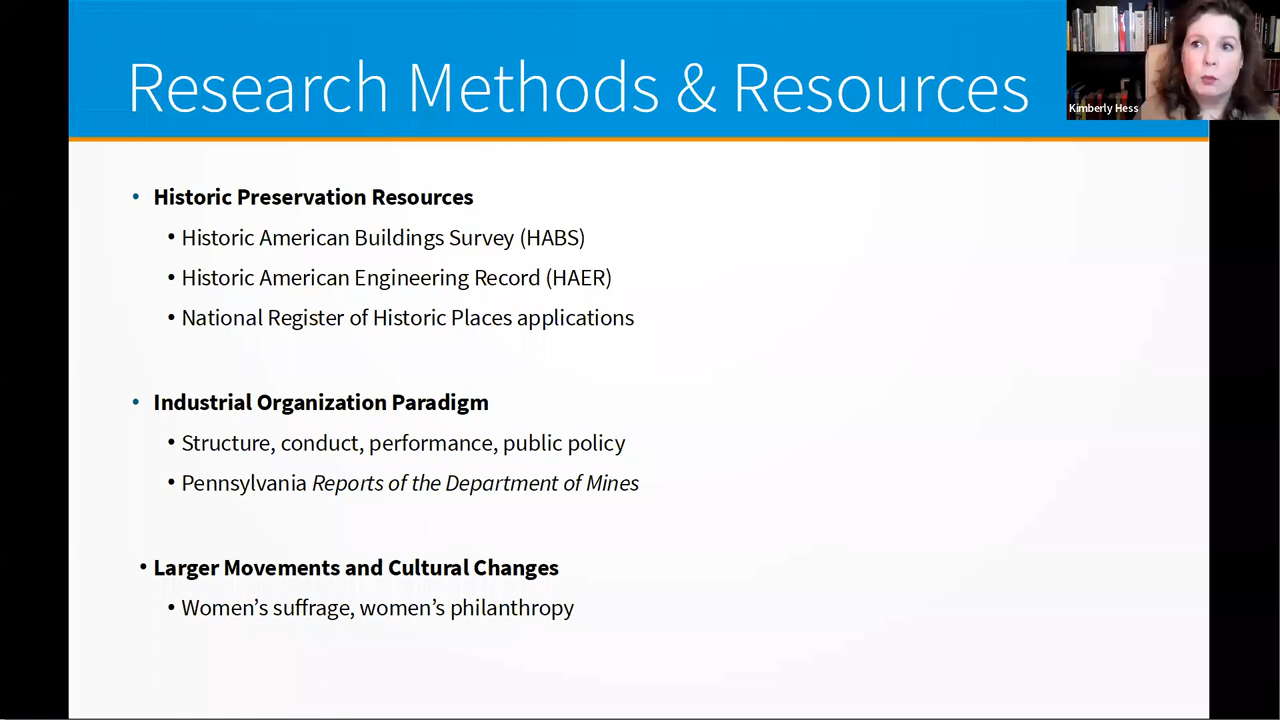 Research Methods & Resources
Kimberly Hess
• Historic Preservation Resources
• Historic American Buildings Survey (HABS)
• Historic American Engineering Record (HAER)
• National Register of Historic Places applications
• Industrial Organization Paradigm
• Structure, conduct, performance, public policy
• Pennsylvania Reports of the Department of Mines
• Larger Movements and Cultural Changes
• Women’s suffrage, women’s philanthropy